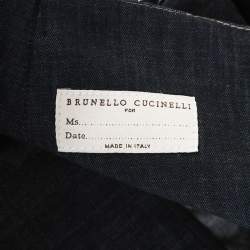 BRUNELLO CUCINELLI
FOR
Ms..........................
Date........................
MADE IN ITALY